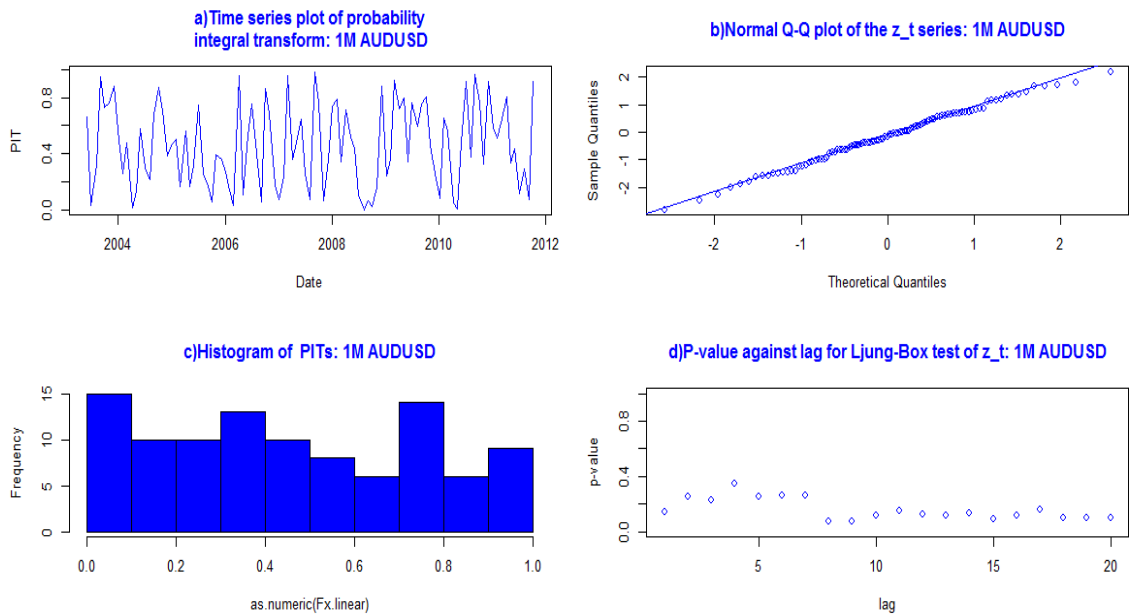 a)Time series plot of probability
integral transform: 1M AUDUSD
PIT
0.0 0.4 0.8
2004 2006 2008 2010 2012
Date
b)Normal Q-Q plot of the z_t series: 1M AUDUSD
Sample Quantiles
-2 -1 0 1 2
-2 -1 0 1 2
Theoretical Quantiles
c)Histogram of PITs: 1M AUDUSD
Frequency
0 5 10 15
0.0 0.2 0.4 0.6 0.8 1.0
as.numeric(Fx.linear)
d)P-value against lag for Ljung-Box test of z_t: 1M AUDUSD
p-value
0.0 0.4 0.8
5 10 15 20
lag